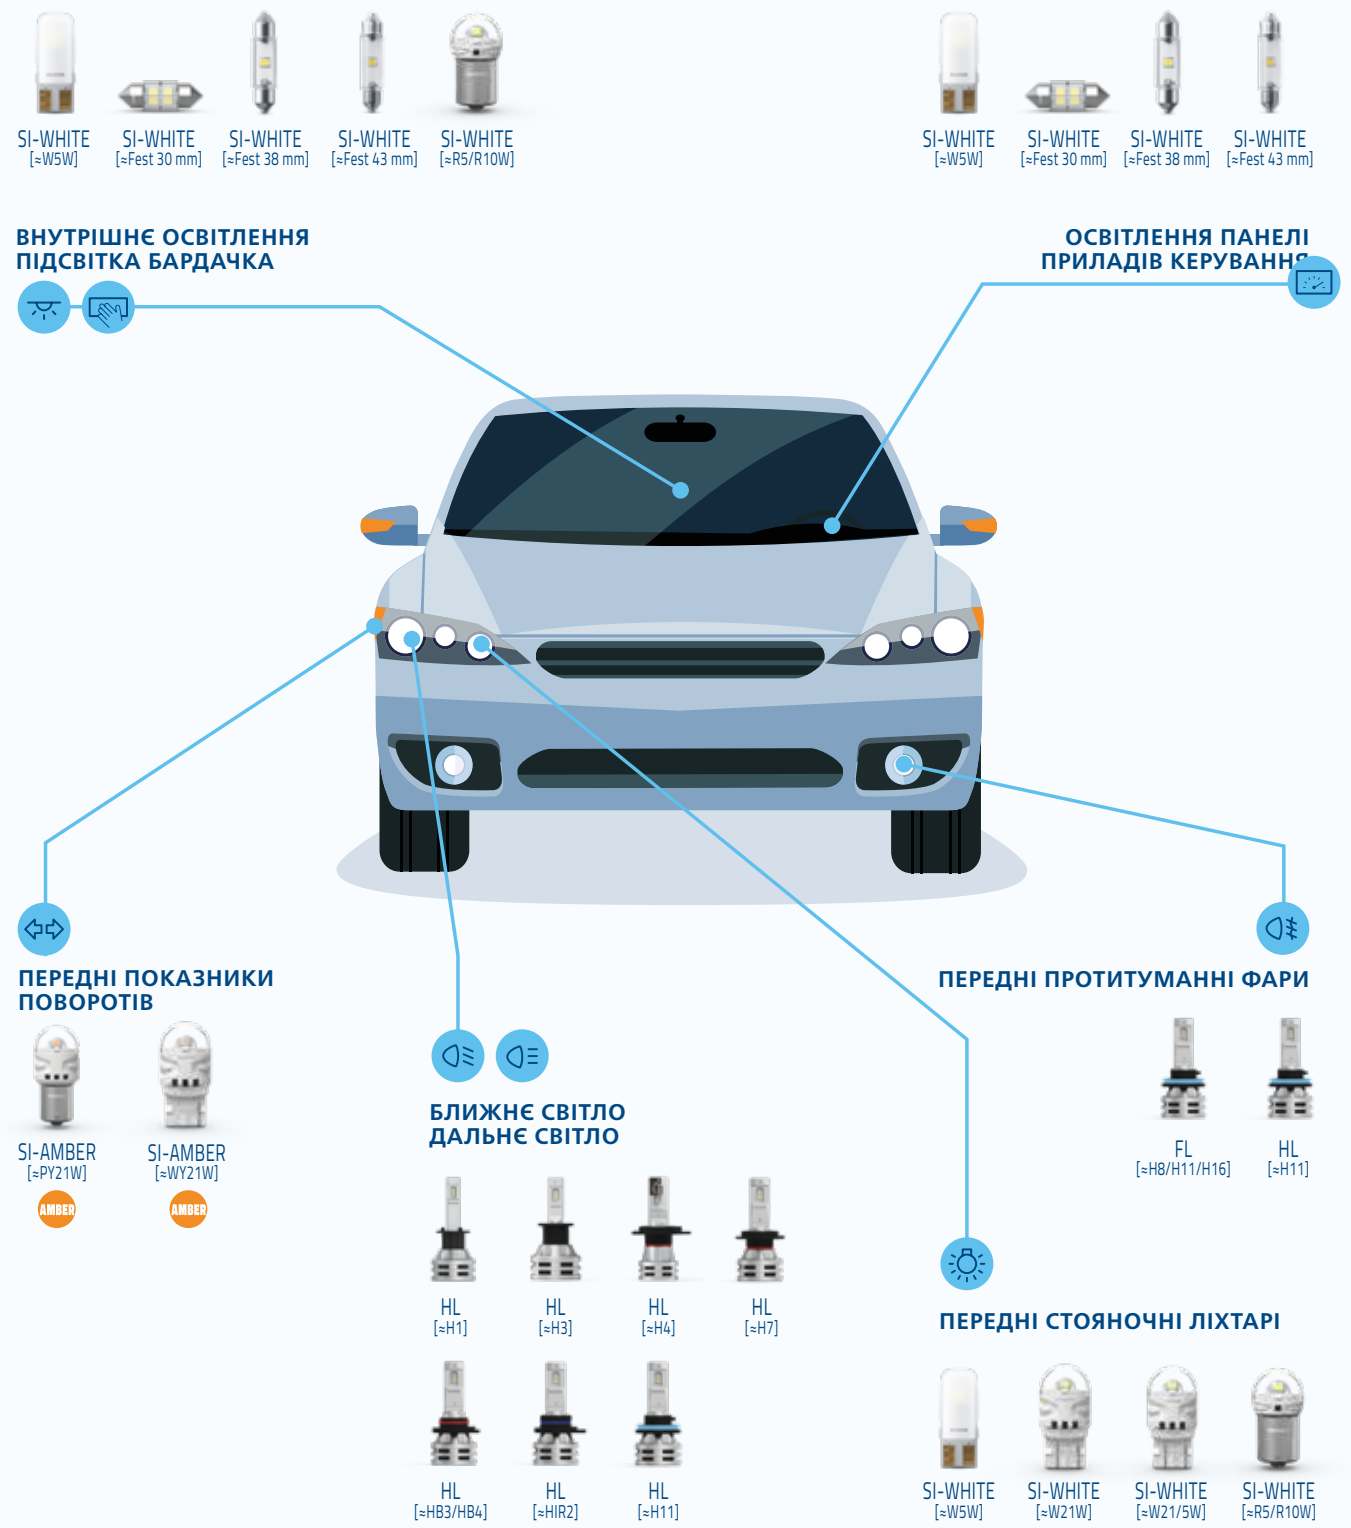 SI-WHITE
[≈W5W]
SI-WHITE
[≈Fest 30 mm]
SI-WHITE
[≈Fest 38 mm]
SI-WHITE
[≈Fest 43 mm]
SI-WHITE
[≈R5/R10W]
SI-WHITE
[≈W5W]
SI-WHITE
[≈Fest 30 mm]
SI-WHITE
[≈Fest 38 mm]
SI-WHITE
[≈Fest 43 mm]
ВНУТРІШНЄ ОСВІТЛЕННЯ
ПІДСВІТКА БАРДАЧКА
ОСВІТЛЕННЯ ПАНЕЛІ
ПРИЛАДІВ КЕРУВАННЯ
ПЕРЕДНІ ПОКАЗНИКИ
ПОВОРОТІВ
SI-AMBER
[≈PY21W]
AMBER
SI-AMBER
[≈WY21W]
AMBER
БЛИЖНЄ СВІТЛО
ДАЛЬНЄ СВІТЛО
HL
[≈H1]
HL
[≈H3]
HL
[≈H4]
HL
[≈H7]
HL
[≈HB3/HB4]
HL
[≈HIR2]
HL
[≈H11]
ПЕРЕДНІ ПРОТИТУМАННІ ФАРИ
FL
[≈H8/H11/H16]
HL
[≈H11]
ПЕРЕДНІ СТОЯНОЧНІ ЛІХТАРІ
SI-WHITE
[≈W5W]
SI-WHITE
[≈W21W]
SI-WHITE
[≈W21/5W]
SI-WHITE
[≈R5/R10W]